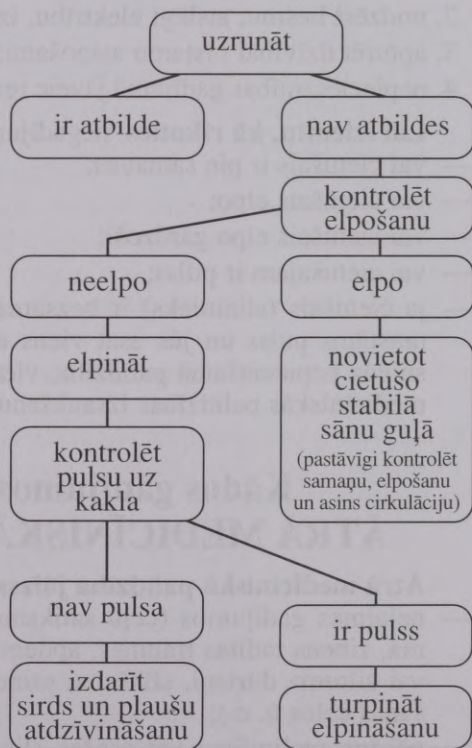 uzrunāt
ir atbilde
nav atbildes
kontrolēt
elpošanu
neelpo
elpo
elpināt
novietot
cietušo
stabilā
sānu guļā
(pastāvīgi kontrolēt
samaņu, elpošanu
un asins cirkulāciju)
kontrolēt
pulsu uz
kakla
nav pulsa
ir pulss
izdarīt
sirds un plaušu
atdzīvināšanu
turpināt
elpināšanu